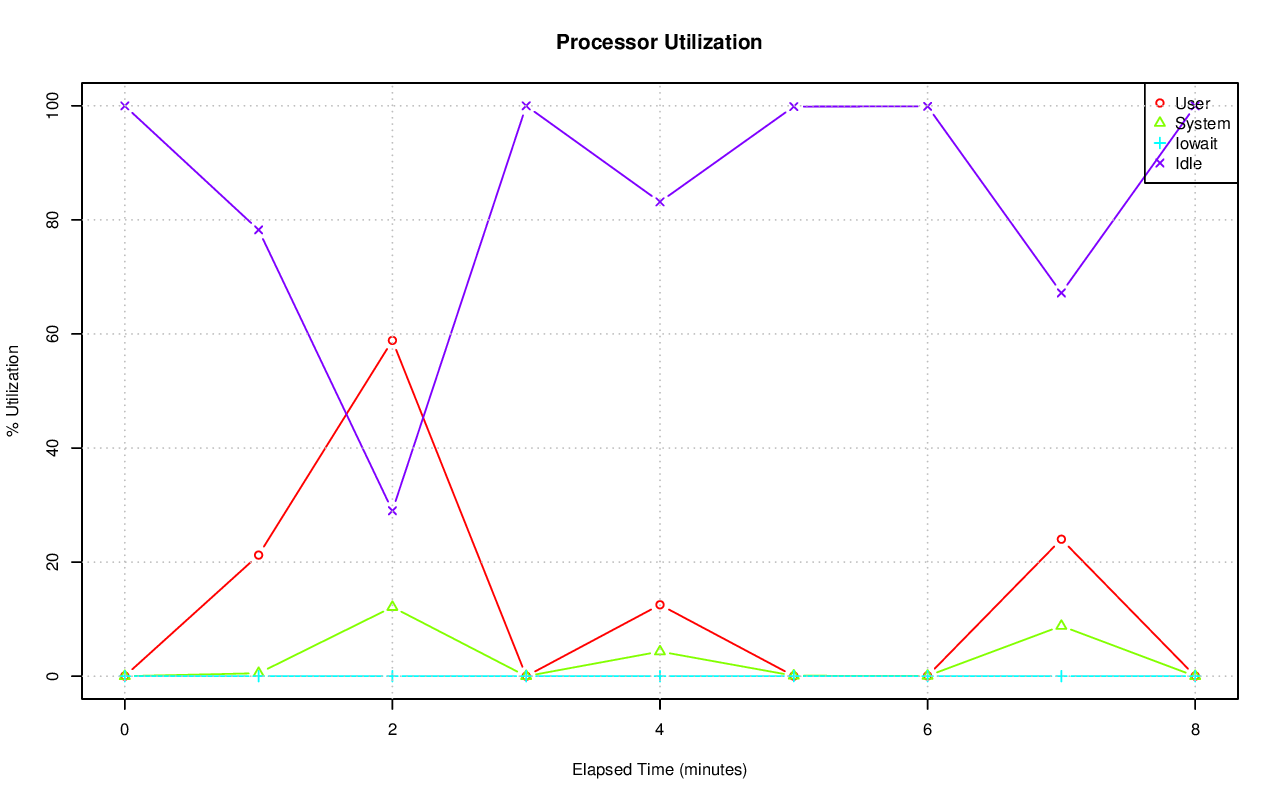 Processor Utilization
% Utilization
100
80
60
40
20
0
User
System
Iowait
Idle
0 2 4 6 8
Elapsed Time (minutes)